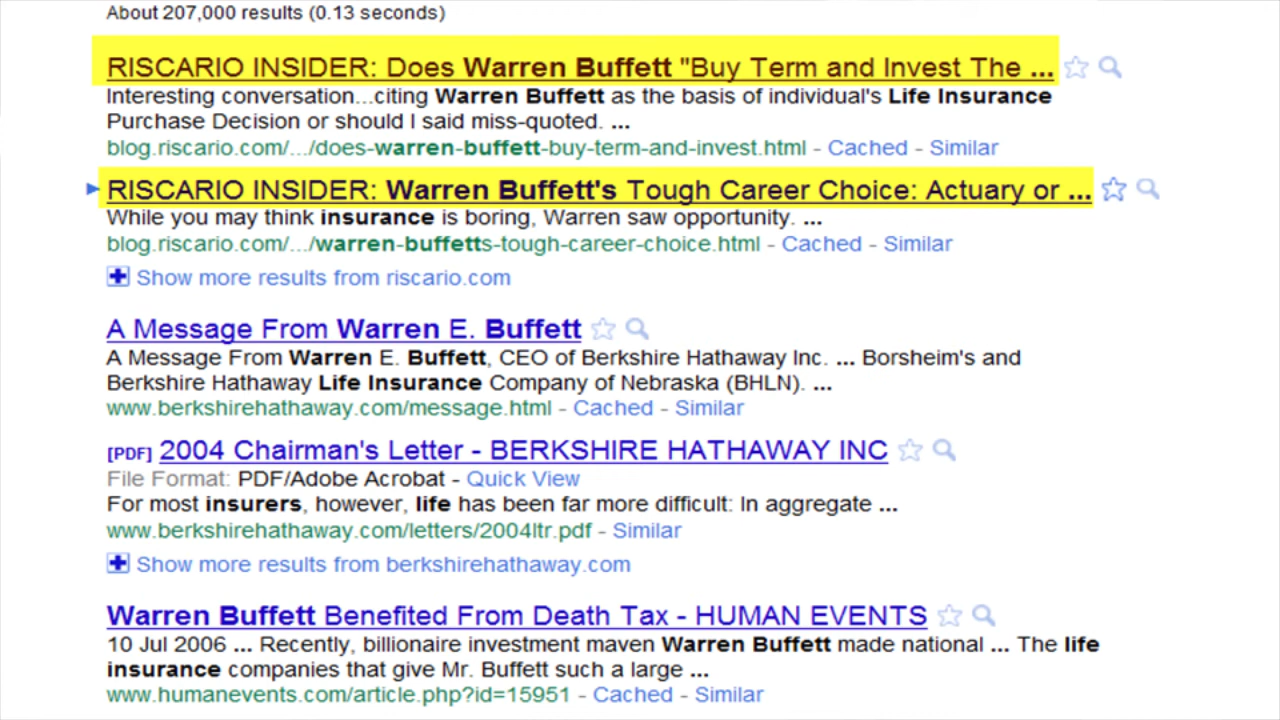 About 207,000 results (0.13 seconds)
RISCARIO INSIDER: Does Warren Buffett "Buy Term and Invest The ...
Interesting conversation...citing Warren Buffett as the basis of individual's Life Insurance
Purchase Decision or should I said miss-quoted. ...
blog.riscario.com/.../does-warren-buffett-buy-term-and-invest.html - Cached - Similar
RISCARIO INSIDER: Warren Buffett's Tough Career Choice: Actuary or ...
While you may think insurance is boring, Warren saw opportunity. ...
blog.riscario.com/.../warren-buffetts-tough-career-choice.html - Cached - Similar
Show more results from riscario.com
A Message From Warren E. Buffett
A Message From Warren E. Buffett, CEO of Berkshire Hathaway Inc. ... Borsheim's and
Berkshire Hathaway Life Insurance Company of Nebraska (BHLN). ...
www.berkshirehathaway.com/message.html - Cached - Similar
[PDF] 2004 Chairman's Letter - BERKSHIRE HATHAWAY INC
File Format: PDF/Adobe Acrobat - Quick View
For most insurers, however, life has been far more difficult: In aggregate ...
www.berkshirehathaway.com/letters/2004ltr.pdf - Similar
Show more results from berkshirehathaway.com
Warren Buffett Benefited From Death Tax - HUMAN EVENTS
10 Jul 2006 ... Recently, billionaire investment maven Warren Buffett made national ... The life
insurance companies that give Mr. Buffett such a large ...
www.humanevents.com/article.php?id=15951 - Cached - Similar